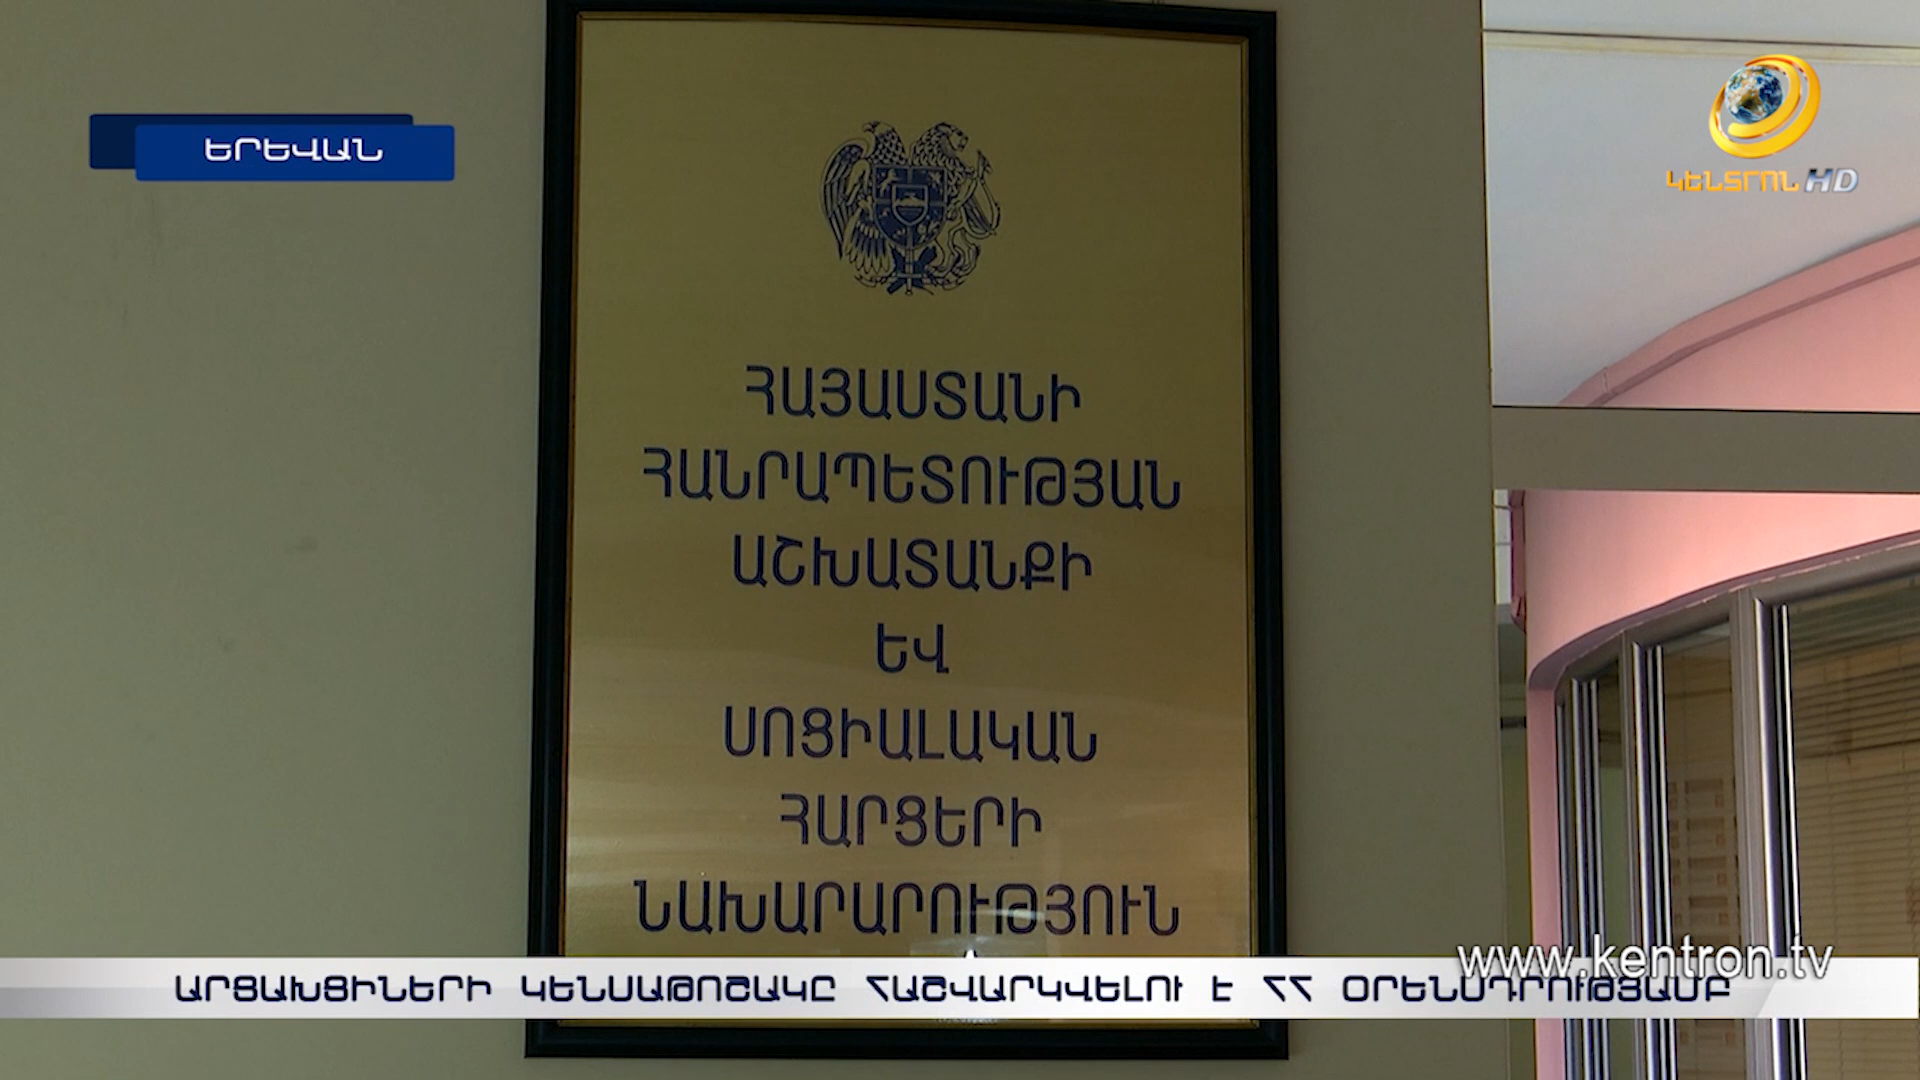 ԵՐԵՎԱՆ
ԿԵՆՏՐՈՆ HD
ՀԱՅԱՍՏԱՆԻ
ՀԱՆՐԱՊԵՏՈՒԹՅԱՆ
ԱՇԽԱՏԱՆՔԻ
ԵՎ
ՍՈՑԻԱԼԱԿԱՆ
ՀԱՐՑԵՐԻ
ՆԱԽԱՐԱՐՈՒԹՅՈՒՆ
www.kentron.tv
ԱՐՑԱԽՑԻՆԵՐԻ ԿԵՆՍԱԹՈՇԱԿԸ ՀԱՇՎԱՐԿՎԵԼՈՒ Է ՀՀ ՕՐԵՆՍԴՐՈՒԹՅԱՄԲ